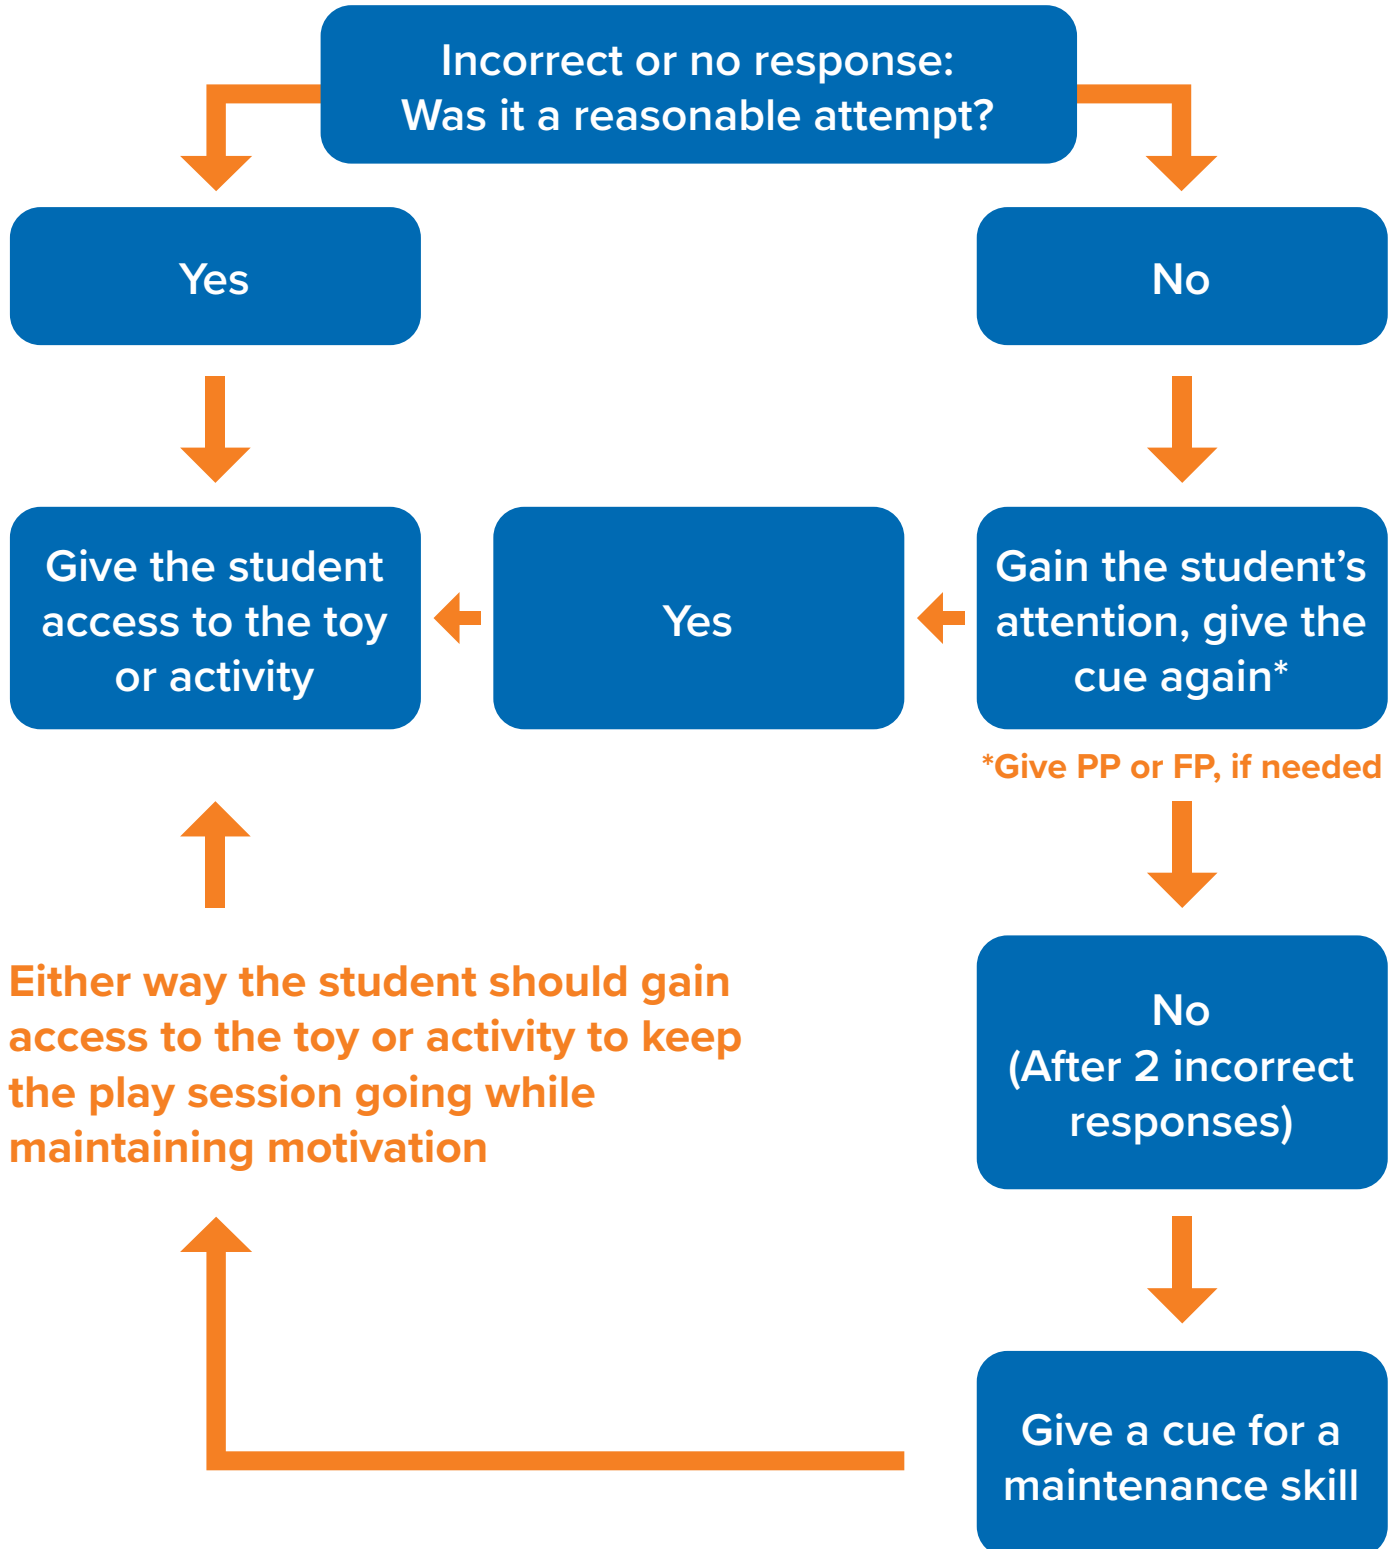 Incorrect or no response:
Was it a reasonable attempt?
Yes
No
Give the student
access to the toy
or activity
Yes
Gain the student’s
attention, give the
cue again*
*Give PP or FP, if needed
Either way the student should gain
access to the toy or activity to keep
the play session going while
maintaining motivation
No
(After 2 incorrect
responses)
Give a cue for a
maintenance skill